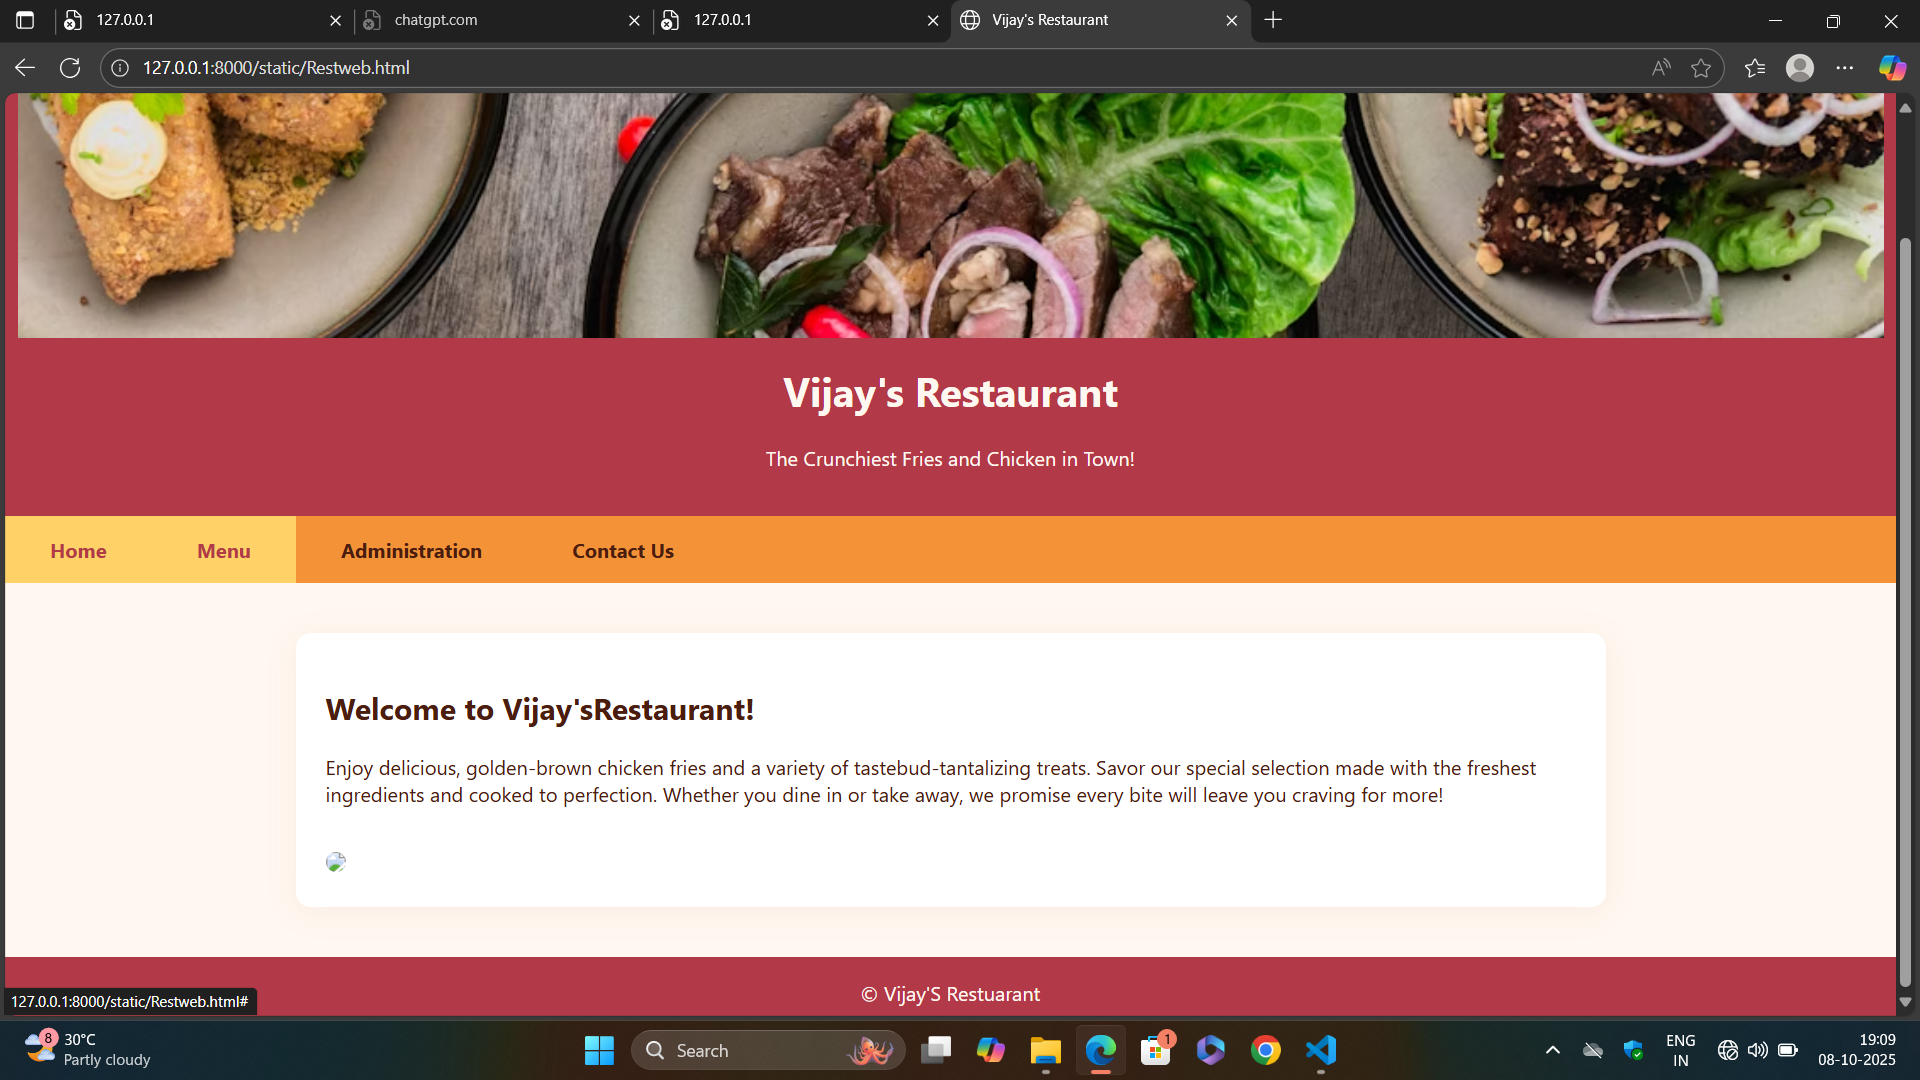 127.0.0.1
chatgpt.com
127.0.0.1
Vijay's Restaurant
127.0.0.1:8000/static/Restweb.html
Vijay's Restaurant
The Crunchiest Fries and Chicken in Town!
Home Menu Administration Contact Us
Welcome to Vijay'sRestaurant!
Enjoy delicious, golden-brown chicken fries and a variety of tastebud-tantalizing treats. Savor our special selection made with the freshest
ingredients and cooked to perfection. Whether you dine in or take away, we promise every bite will leave you craving for more!
© Vijay'S Restuarant
127.0.0.1:8000/static/Restweb.html#
8
30°C
Partly cloudy
Search
1
ENG
IN
19:09
08-10-2025